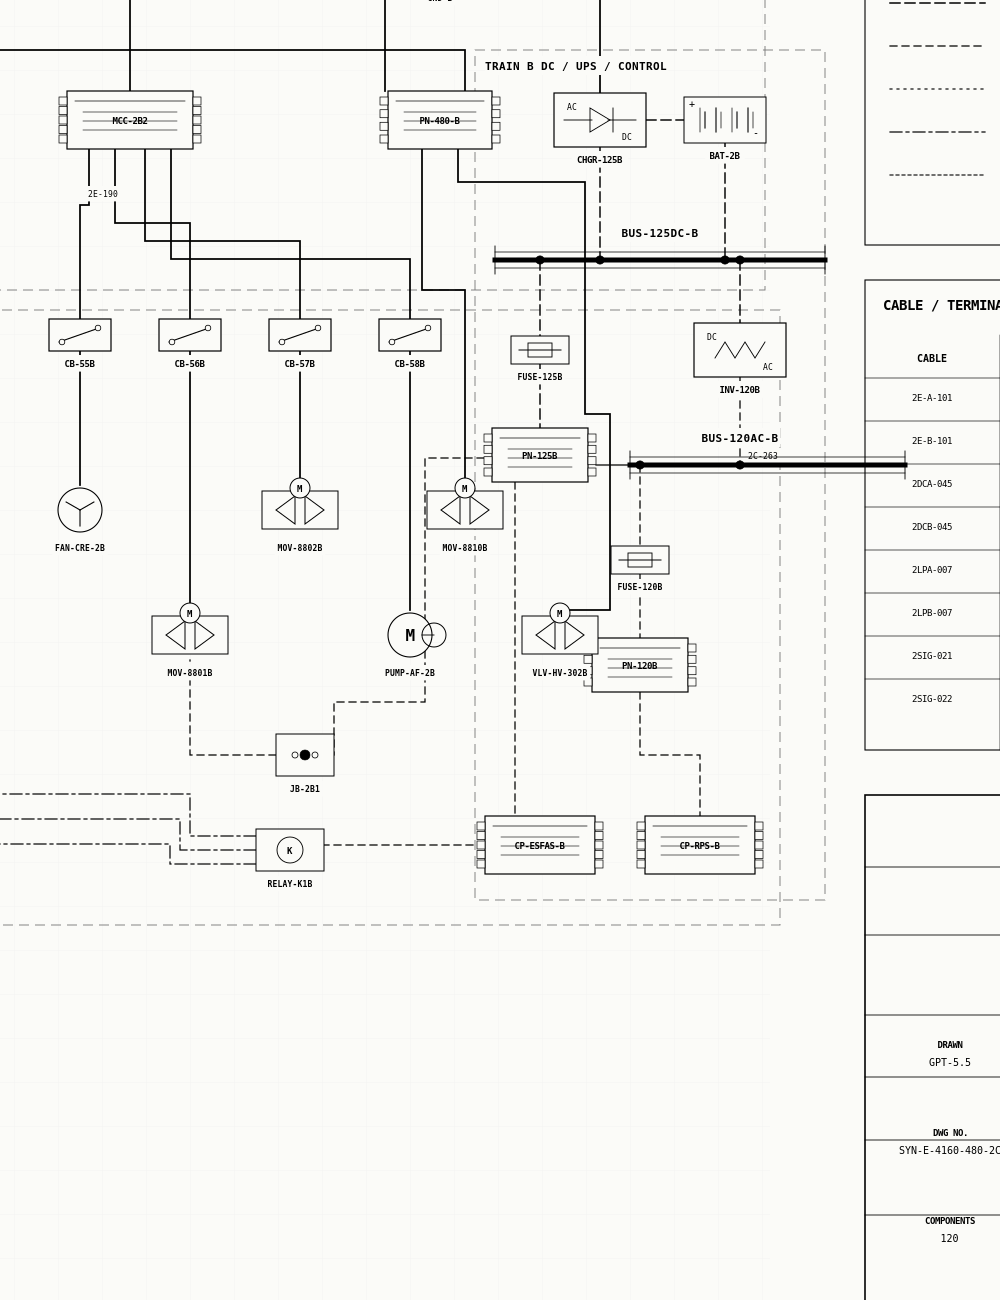 TRAIN B DC / UPS / CONTROL
MCC-2B2
PN-480-B
AC
DC
CHGR-125B
+
-
BAT-2B
2E-190
BUS-125DC-B
CB-55B
CB-56B
CB-57B
CB-58B
FUSE-125B
DC
AC
INV-120B
BUS-120AC-B
2C-263
PN-125B
M
M
FAN-CRE-2B
MOV-8802B
MOV-8810B
FUSE-120B
M
M
M
MOV-8801B
PUMP-AF-2B
VLV-HV-302B
PN-120B
JB-2B1
K
RELAY-K1B
CP-ESFAS-B
CP-RPS-B
CABLE / TERMINA
CABLE
2E-A-101
2E-B-101
2DCA-045
2DCB-045
2LPA-007
2LPB-007
2SIG-021
2SIG-022
DRAWN
GPT-5.5
DWG NO.
SYN-E-4160-480-2C
COMPONENTS
120